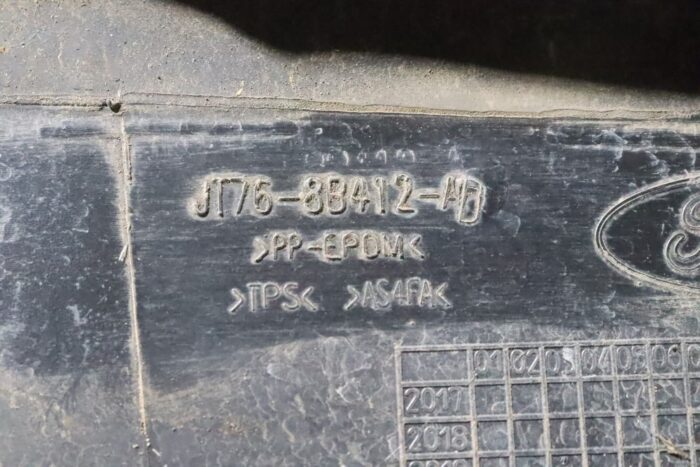 JT76-8B412-AD
>PP-EPDM<
>TPS< >AS4FA<
01 02 03 04 05 06
2017
2018